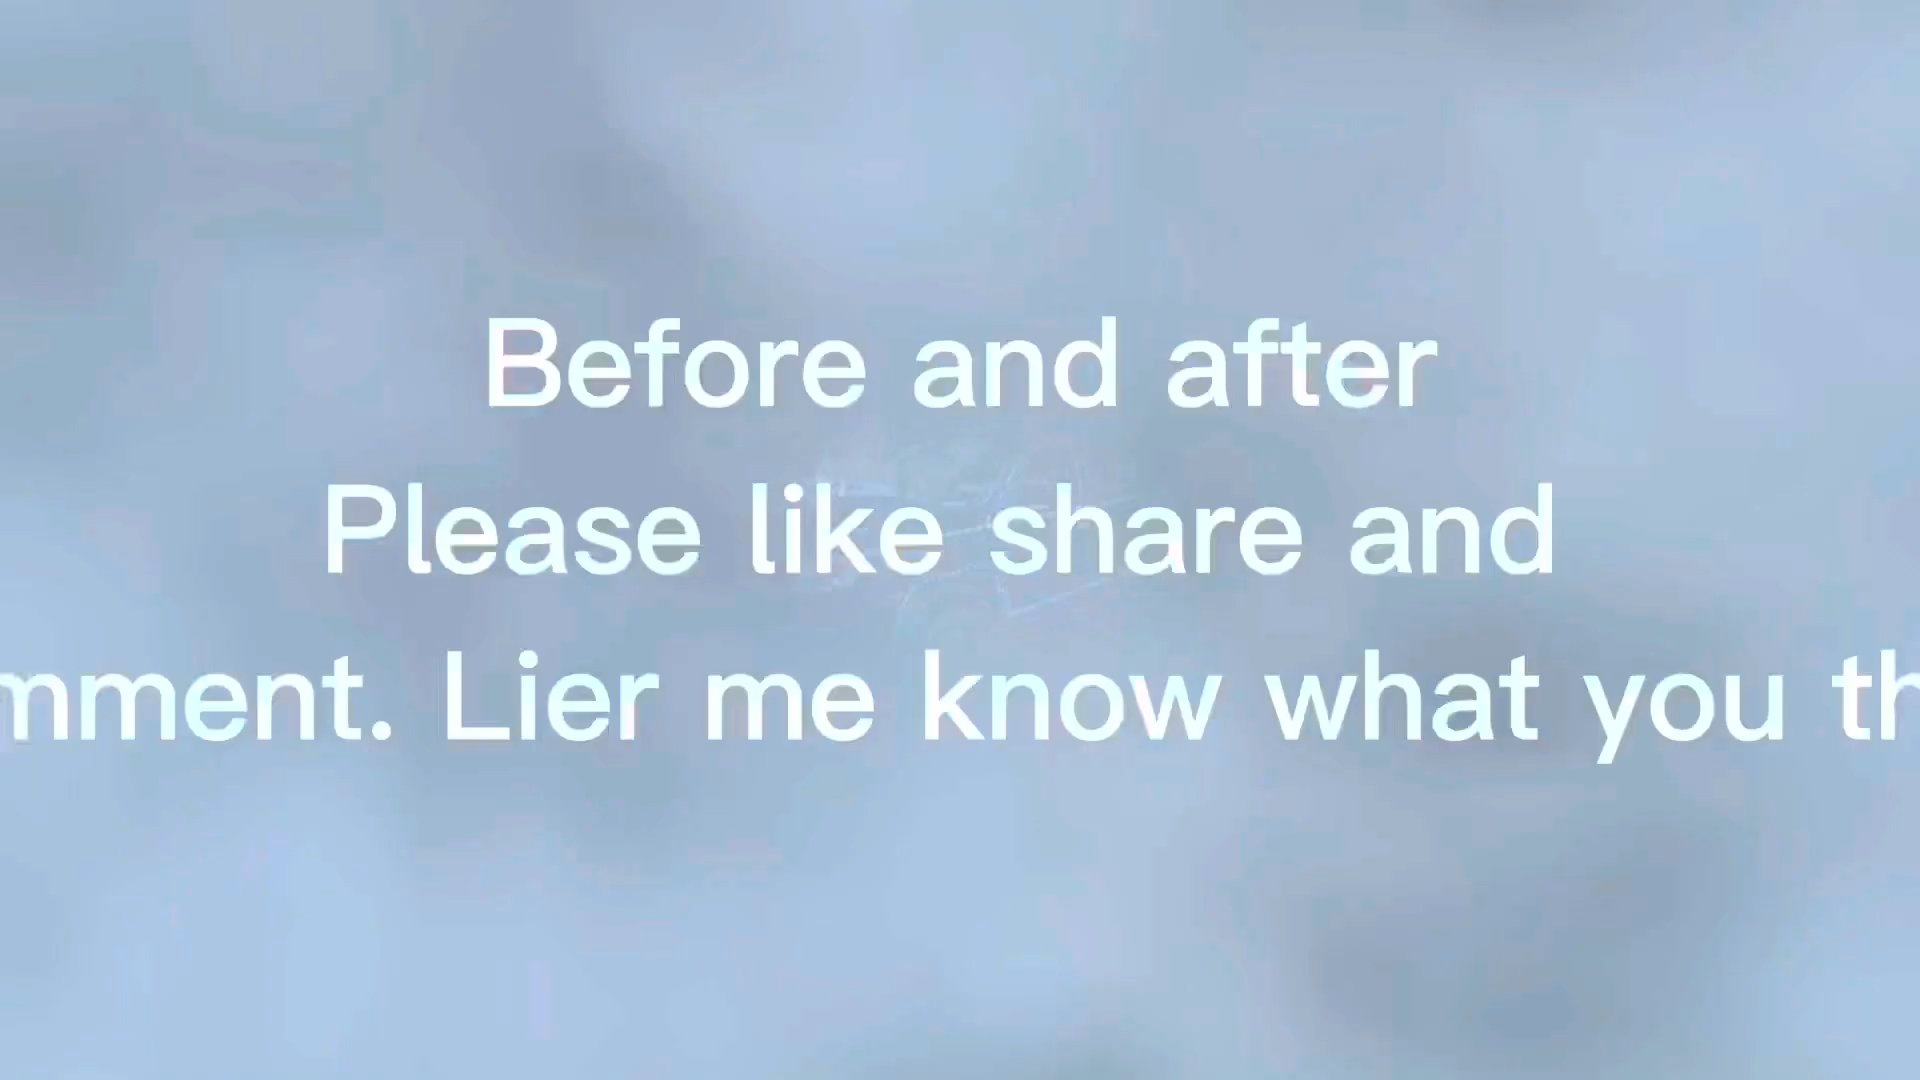 Before and after
Please like share and
mment. Lier me know what you th